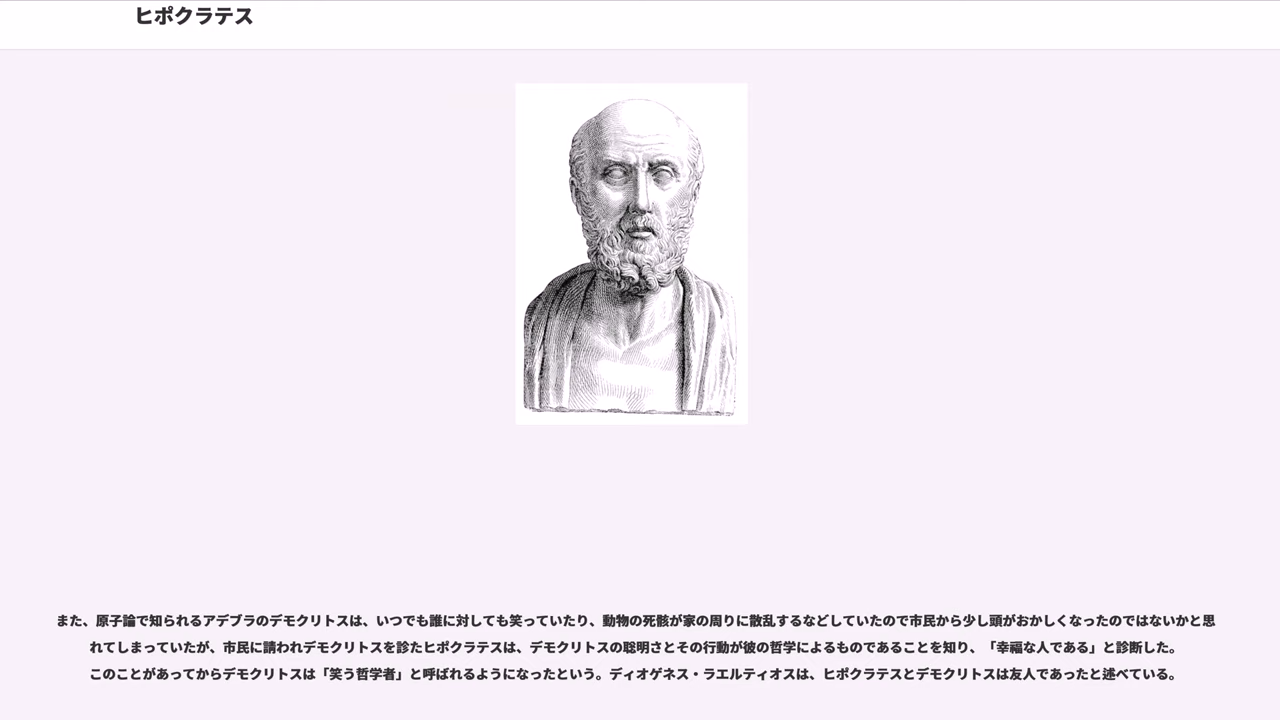 ヒポクラテス
また、原子論で知られるアデブラのデモクリトスは、いつでも誰に対しても笑っていたり、動物の死骸が家の周りに散乱するなどしていたので市民から少し頭がおかしくなったのではないかと思
れてしまっていたが、市民に請われデモクリトスを診たヒポクラテスは、デモクリトスの聡明さとその行動が彼の哲学によるものであることを知り、「幸福な人である」と診断した。
このことがあってからデモクリトスは「笑う哲学者」と呼ばれるようになったという。ディオゲネス・ラエルティオスは、ヒポクラテスとデモクリトスは友人であったと述べている。